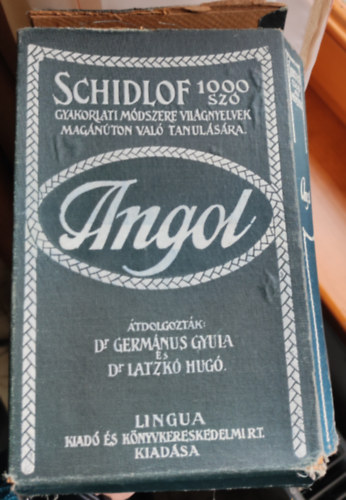 SCHIDLOF 1000 SZÓ
GYAKORLATI MÓDSZERE VILÁGNYELVEK
MAGÁNÚTON VALÓ TANULÁSÁRA.
Angol
ÁTDOLGOZTÁK:
Dr GERMÁNUS GYULA
ÉS
Dr LATZKÓ HUGÓ.
LINGUA
KIADÓ ÉS KÖNYVKERESKEDELMI R.T.
KIADÁSA